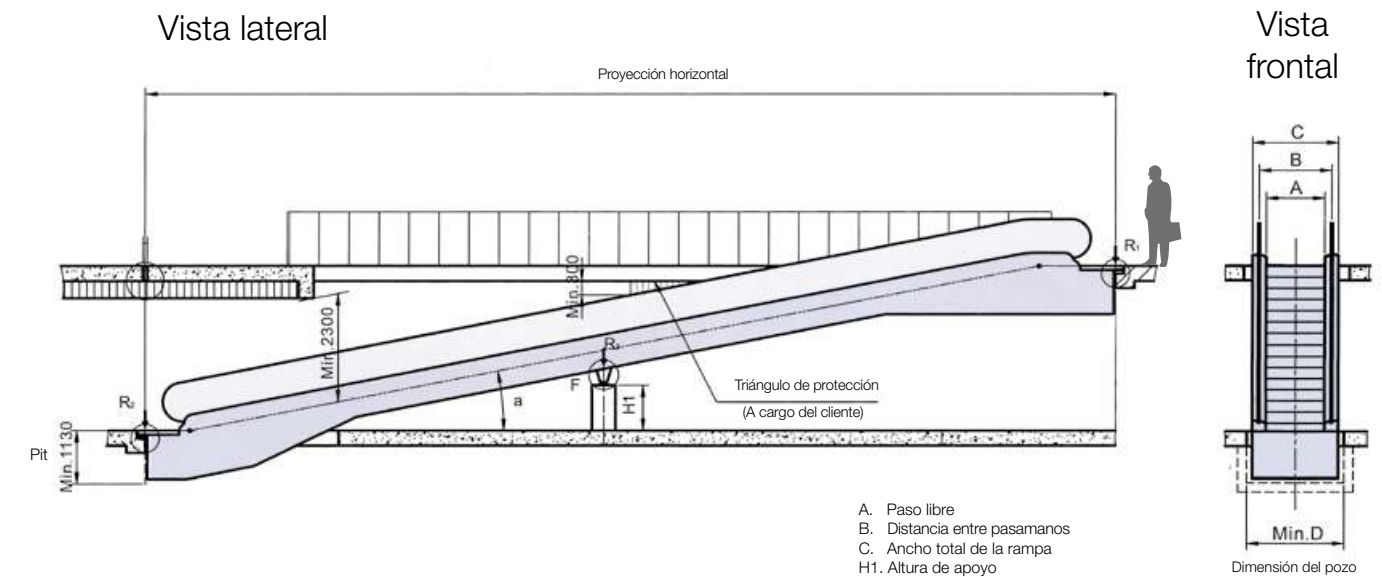 Vista lateral
Vista
frontal
Proyección horizontal
C
B
A
R₁
Min.800
Min.2300
R₃
F
a
H1
Triángulo de protección
(A cargo del cliente)
R₂
Pit
Min.1130
A. Paso libre
B. Distancia entre pasamanos
C. Ancho total de la rampa
H1. Altura de apoyo
Min.D
Dimensión del pozo